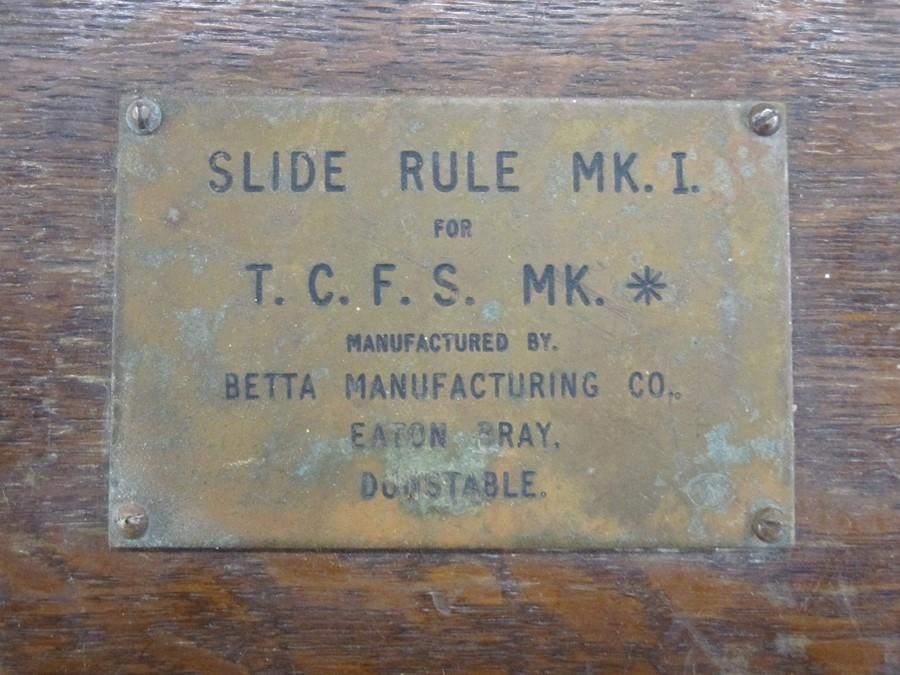 SLIDE RULE MK. I.
FOR
T. C. F. S. MK. *
MANUFACTURED BY.
BETTA MANUFACTURING CO.,
EATON BRAY.
DUNSTABLE.